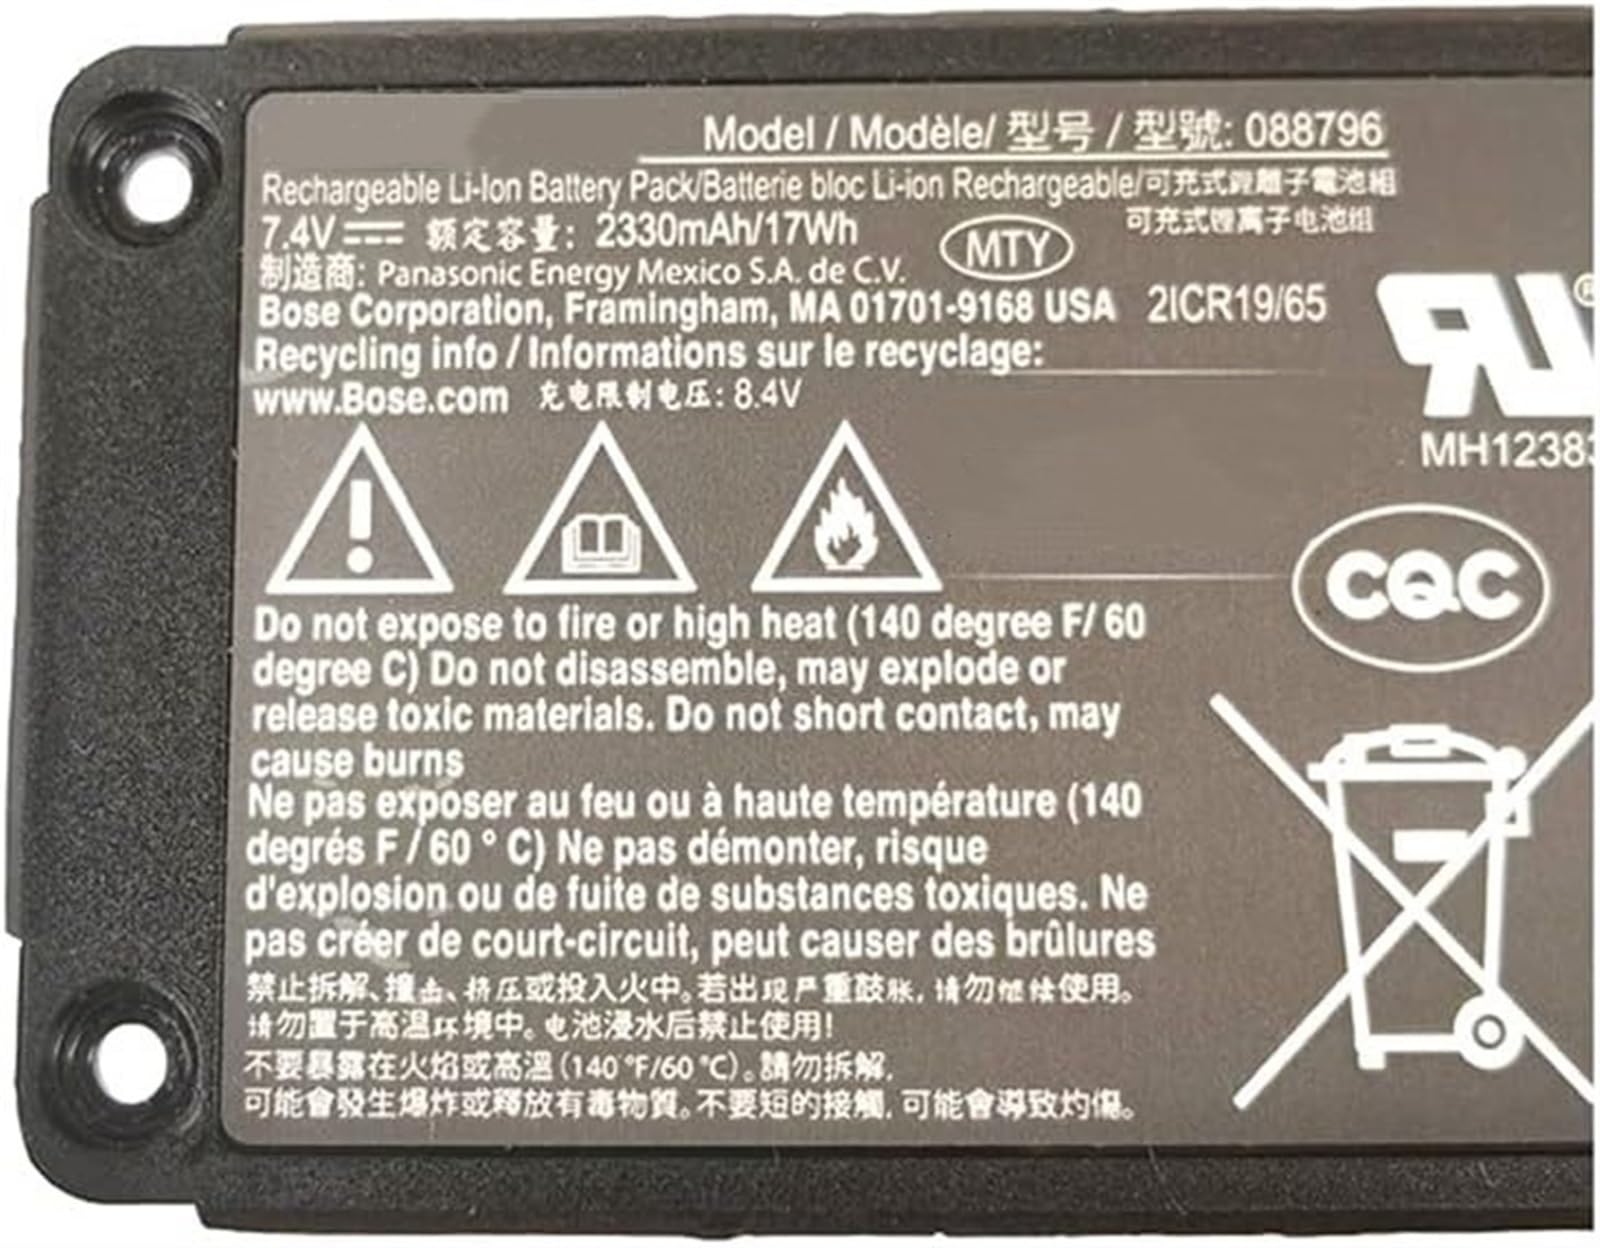 Model / Modèle/ 型号 / 型號: 088796
Rechargeable Li-Ion Battery Pack/Batterie bloc Li-ion Rechargeable/可充式鋰離子電池組
可充式锂离子电池组
7.4V 额定容量: 2330mAh/17Wh
MTY
制造商: Panasonic Energy Mexico S.A. de C.V.
Bose Corporation, Framingham, MA 01701-9168 USA 2ICR19/65
Recycling info / Informations sur le recyclage:
www.Bose.com 充电限制电压: 8.4V
MH1238
CQC
Do not expose to fire or high heat (140 degree F/ 60
degree C) Do not disassemble, may explode or
release toxic materials. Do not short contact, may
cause burns
Ne pas exposer au feu ou à haute température (140
degrés F / 60 ° C) Ne pas démonter, risque
d'explosion ou de fuite de substances toxiques. Ne
pas créer de court-circuit, peut causer des brûlures
禁止拆解、撞击、挤压或投入火中。若出现严重鼓胀, 请勿继续使用。
请勿置于高温环境中。电池浸水后禁止使用!
不要暴露在火焰或高溫 (140 °F/60 °C)。請勿拆解,
可能會發生爆炸或釋放有毒物質。不要短的接觸, 可能會導致灼傷。